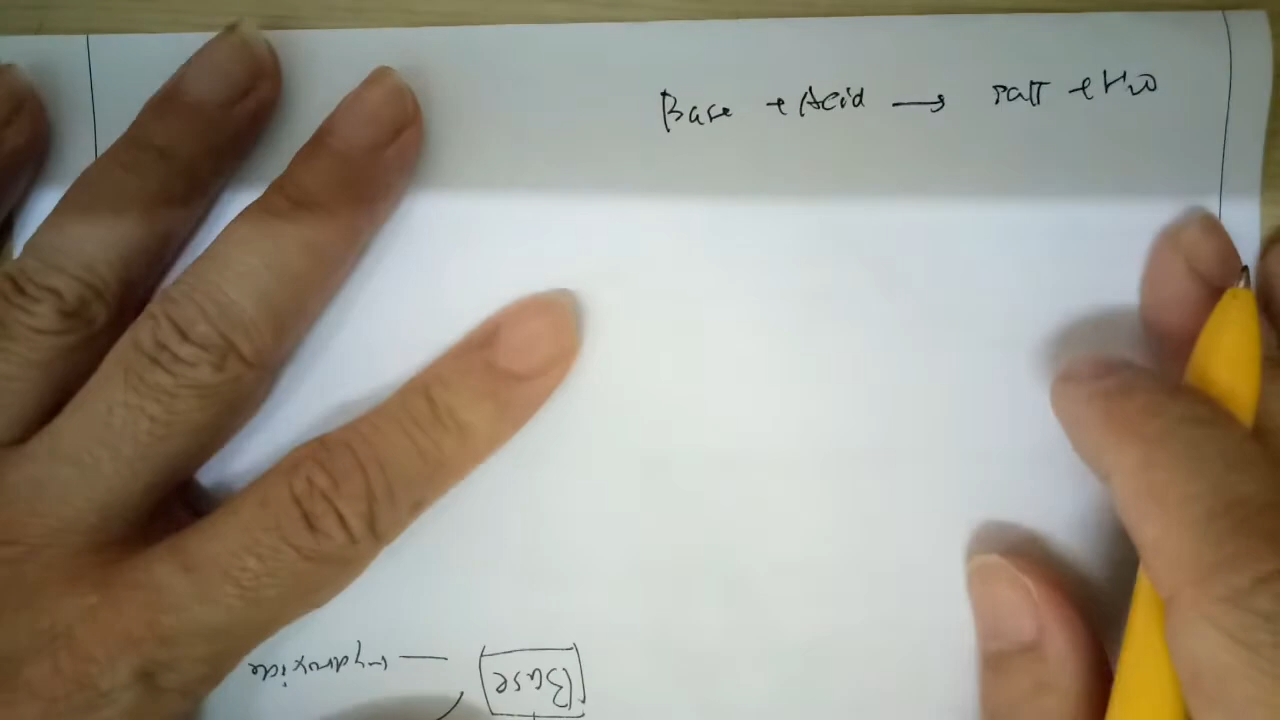 Base + Acid → salt + H2O
Base — hydroxide